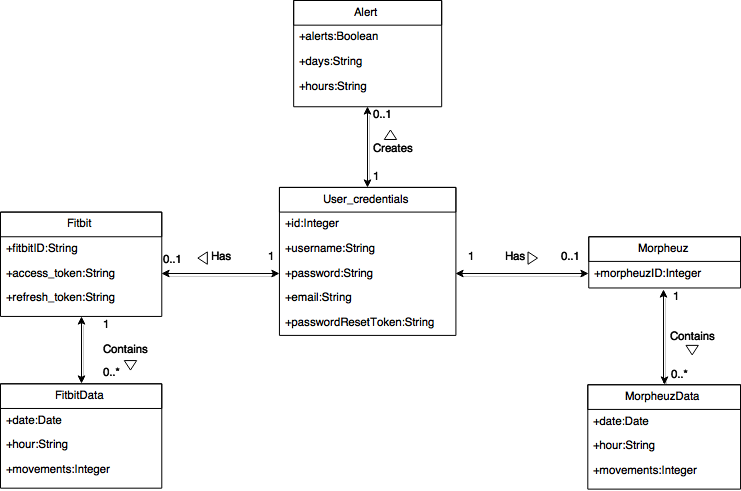 Alert
+alerts:Boolean
+days:String
+hours:String
0..1
Creates
1
User_credentials
+id:Integer
+username:String
+password:String
+email:String
+passwordResetToken:String
Fitbit
+fitbitID:String
+access_token:String
+refresh_token:String
0..1
Has
1
1
Has
0..1
Morpheuz
+morpheuzID:Integer
1
Contains
0..*
FitbitData
+date:Date
+hour:String
+movements:Integer
1
Contains
0..*
MorpheuzData
+date:Date
+hour:String
+movements:Integer